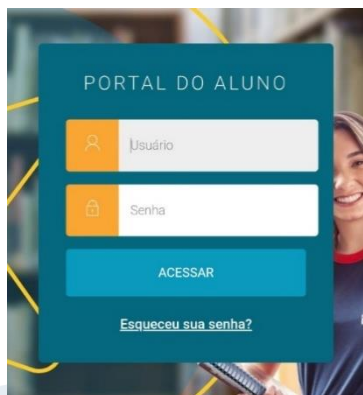 PORTAL DO ALUNO
Usuário
Senha
ACESSAR
Esqueceu sua senha?